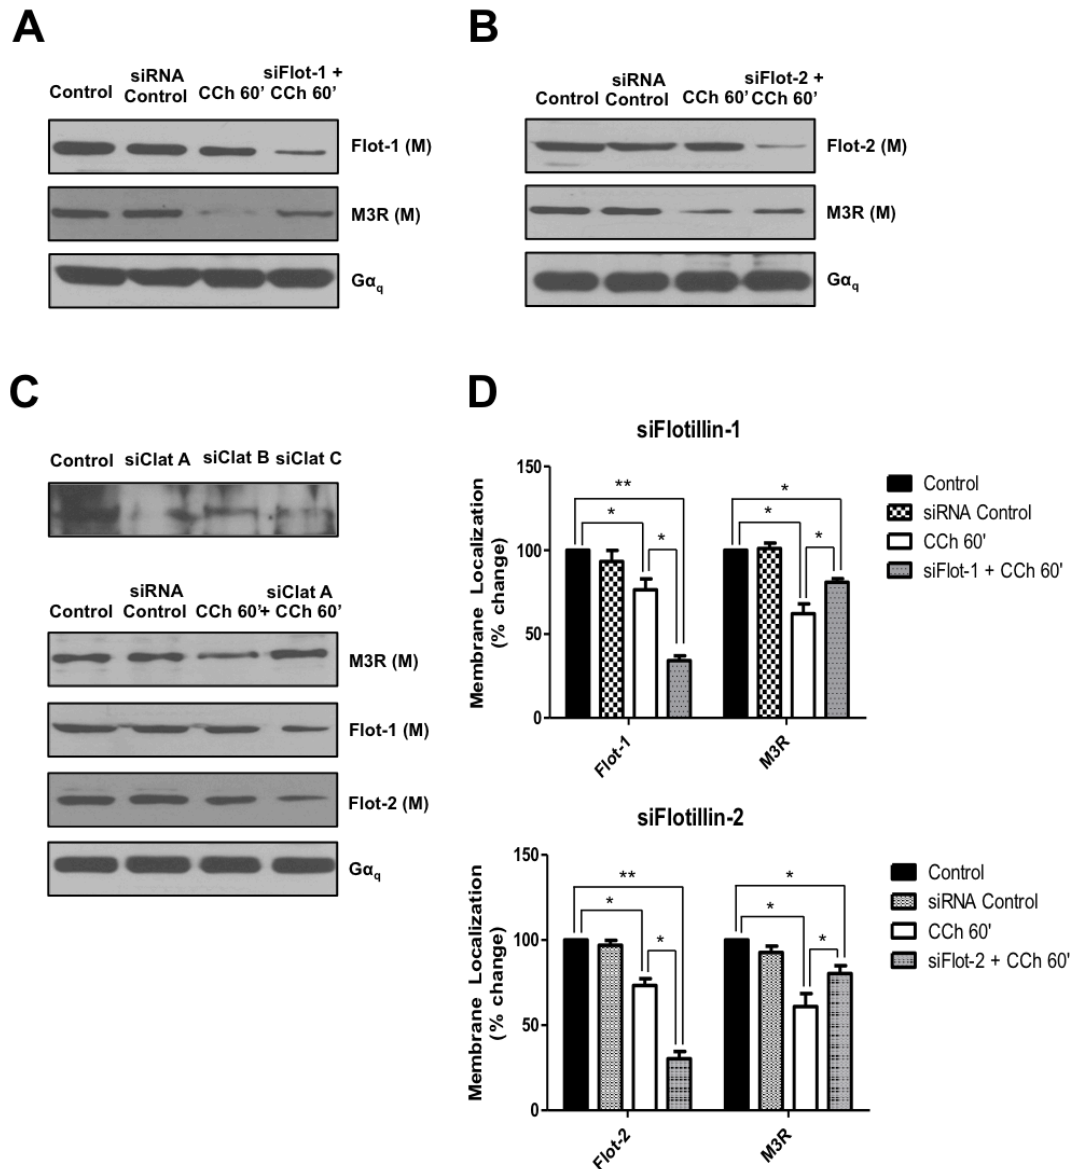 A
Control
siRNA
Control
CCh 60'
siFlot-1 +
CCh 60'
Flot-1 (M)
M3R (M)
Gαq
B
Control
siRNA
Control
CCh 60'
siFlot-2 +
CCh 60'
Flot-2 (M)
M3R (M)
Gαq
C
Control
siClat A
siClat B
siClat C
Control
siRNA
Control
CCh 60'+
siClat A
CCh 60'
M3R (M)
Flot-1 (M)
Flot-2 (M)
Gαq
D
siFlotillin-1
Membrane Localization
(% change)
150
100
50
0
**
*
*
*
*
*
Flot-1
M3R
Control
siRNA Control
CCh 60'
siFlot-1 + CCh 60'
siFlotillin-2
Membrane Localization
(% change)
150
100
50
0
**
*
*
*
*
*
Flot-2
M3R
Control
siRNA Control
CCh 60'
siFlot-2 + CCh 60'